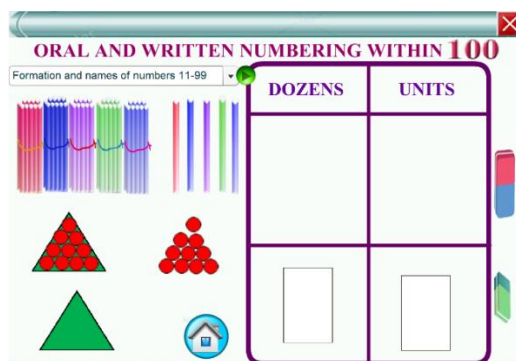 ORAL AND WRITTEN NUMBERING WITHIN 100
Formation and names of numbers 11-99
DOZENS
UNITS